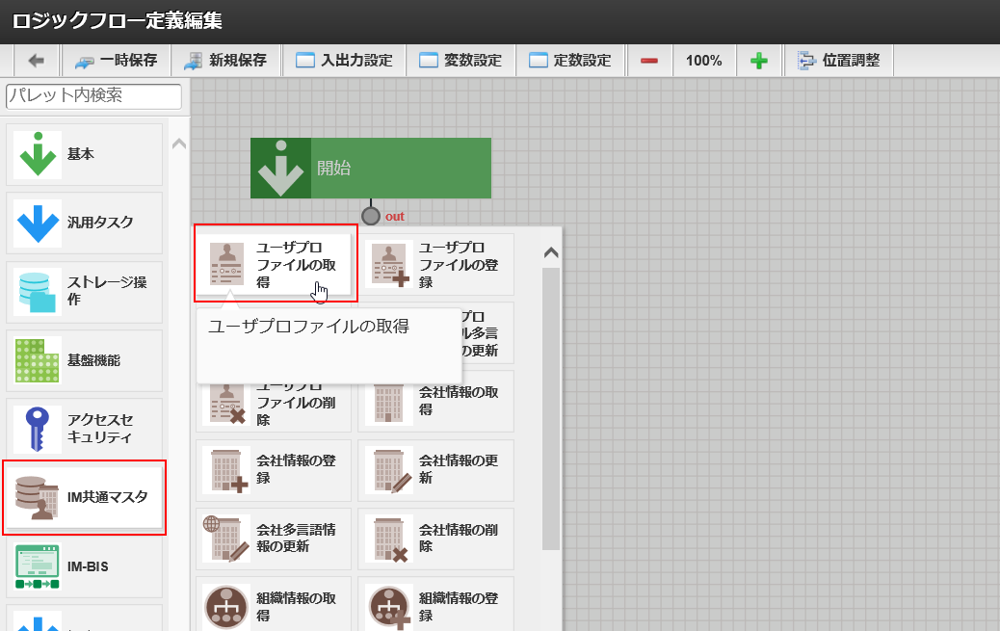 ロジックフロー定義編集
一時保存
新規保存
入出力設定
変数設定
定数設定
100%
位置調整
パレット内検索
基本
汎用タスク
ストレージ操
作
基盤機能
アクセスセ
キュリティ
IM共通マスタ
IM-BIS
開始
out
ユーザプロ
ファイルの取
得
ユーザプロ
ファイルの登
録
ユーザプロファイルの取得
プロ
ル多言
の更新
ユーザプロ
ファイルの削
除
会社情報の取
得
会社情報の登
録
会社情報の更
新
会社多言語情
報の更新
会社情報の削
除
組織情報の取
得
組織情報の登
録